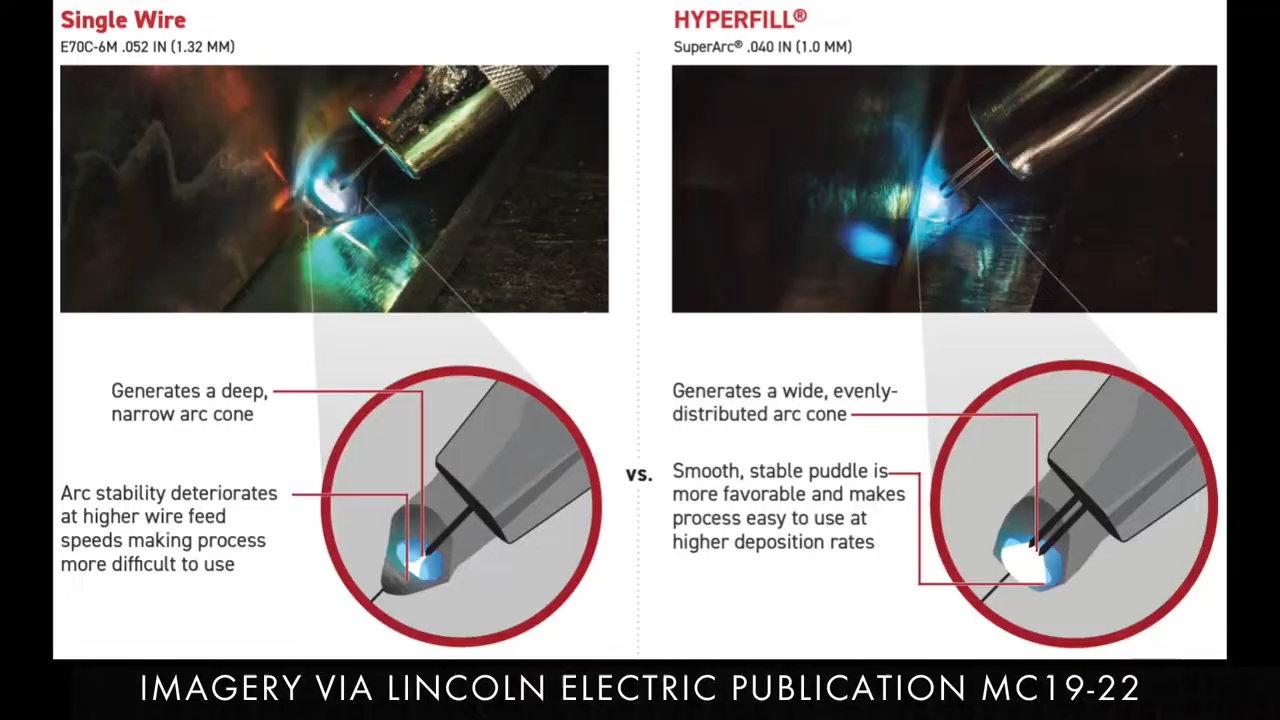 Single Wire
E70C-6M .052 IN (1.32 MM)
Generates a deep,
narrow arc cone
Arc stability deteriorates
at higher wire feed
speeds making process
more difficult to use
vs.
HYPERFILL®
SuperArc® .040 IN (1.0 MM)
Generates a wide, evenly-
distributed arc cone
Smooth, stable puddle is
more favorable and makes
process easy to use at
higher deposition rates
IMAGERY VIA LINCOLN ELECTRIC PUBLICATION MC19-22